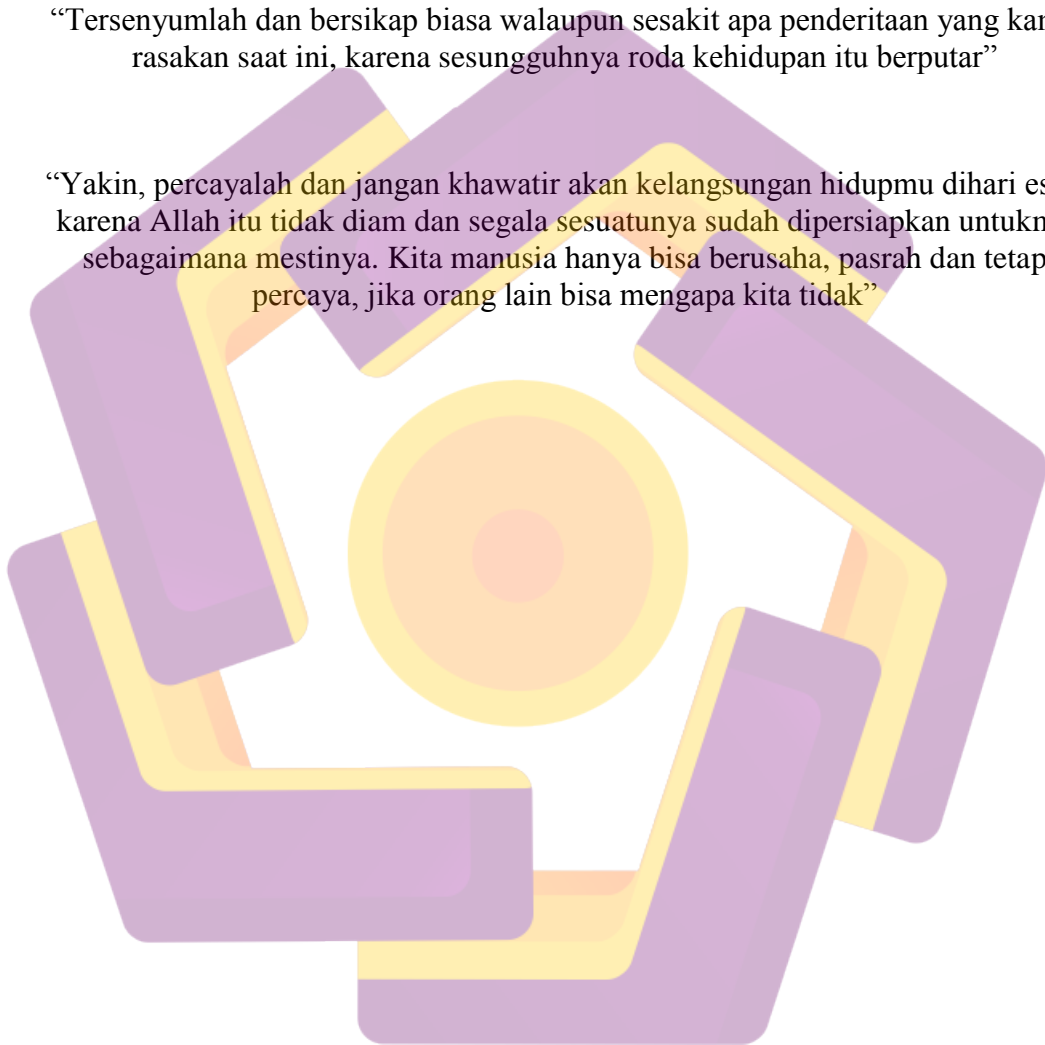 “Tersenyumlah dan bersikap biasa walaupun sesakit apa penderitaan yang
rasakan saat ini, karena sesungguhnya roda kehidupan itu berputar”
“Yakin, percayalah dan jangan khawatir akan kelangsungan hidupmu dihari
karena Allah itu tidak diam dan segala sesuatunya sudah dipersiapkan
sebagaimana mestinya. Kita manusia hanya bisa berusaha, pasrah dan tetap
percaya, jika orang lain bisa mengapa kita tidak”